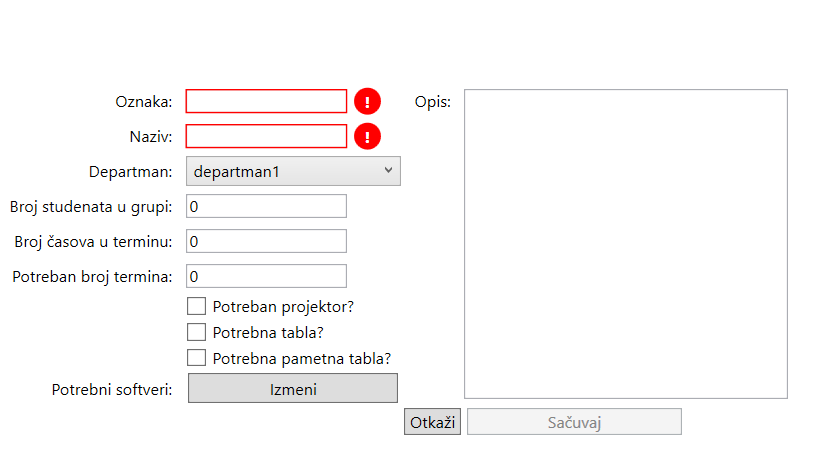 Oznaka: !
Naziv: !
Departman: departman1
Broj studenata u grupi: 0
Broj časova u terminu: 0
Potreban broj termina: 0
Potreban projektor?
Potrebna tabla?
Potrebna pametna tabla?
Potrebni softveri: Izmeni
Opis:
Otkaži Sačuvaj